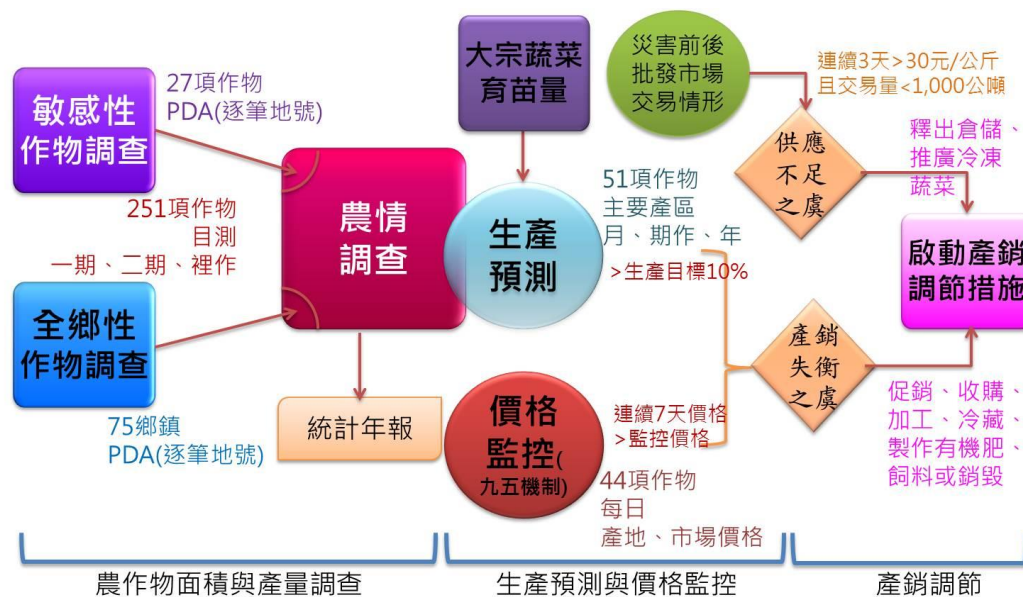 敏感性
作物調查
27項作物
PDA(逐筆地號)
251項作物
目測
一期、二期、裡作
全鄉性
作物調查
75鄉鎮
PDA(逐筆地號)
農情
調查
統計年報
大宗蔬菜
育苗量
生產
預測
51項作物
主要產區
月、期作、年
>生產目標10%
價格
監控(
九五機制)
連續7天價格
>監控價格
44項作物
每日
產地、市場價格
災害前後
批發市場
交易情形
連續3天>30元/公斤
且交易量<1,000公噸
供應
不足
之虞
釋出倉儲、
推廣冷凍
蔬菜
產銷
失衡
之虞
啟動產銷
調節措施
促銷、收購、
加工、冷藏、
製作有機肥、
飼料或銷毀
農作物面積與產量調查
生產預測與價格監控
產銷調節